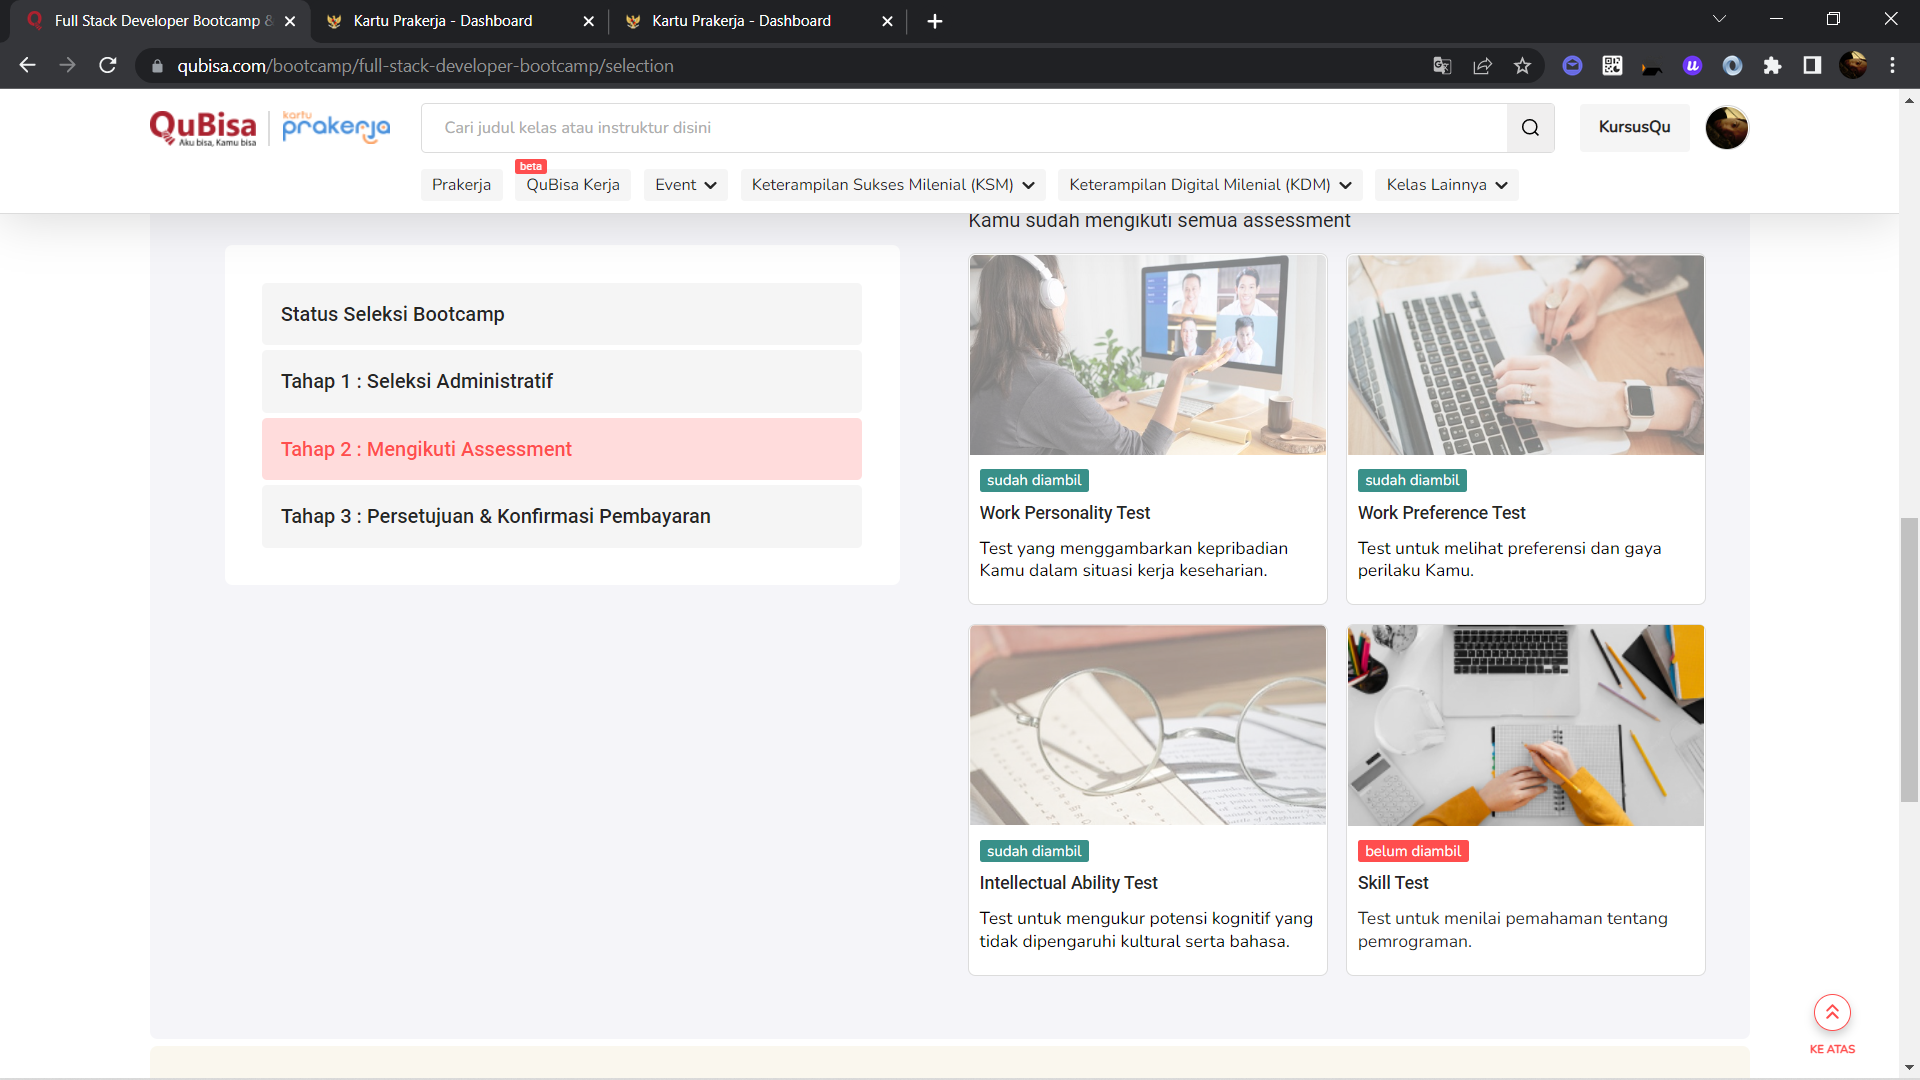 Full Stack Developer Bootcamp &
Kartu Prakerja - Dashboard
Kartu Prakerja - Dashboard
qubisa.com/bootcamp/full-stack-developer-bootcamp/selection
QuBisa
Aku bisa, Kamu bisa
kartu
prakerja
Cari judul kelas atau instruktur disini
KursusQu
beta
Prakerja
QuBisa Kerja
Event
Keterampilan Sukses Milenial (KSM)
Keterampilan Digital Milenial (KDM)
Kelas Lainnya
Status Seleksi Bootcamp
Tahap 1 : Seleksi Administratif
Tahap 2 : Mengikuti Assessment
Tahap 3 : Persetujuan & Konfirmasi Pembayaran
Kamu sudah mengikuti semua assessment
sudah diambil
Work Personality Test
Test yang menggambarkan kepribadian
Kamu dalam situasi kerja keseharian.
sudah diambil
Work Preference Test
Test untuk melihat preferensi dan gaya
perilaku Kamu.
sudah diambil
Intellectual Ability Test
Test untuk mengukur potensi kognitif yang
tidak dipengaruhi kultural serta bahasa.
belum diambil
Skill Test
Test untuk menilai pemahaman tentang
pemrograman.
KE ATAS